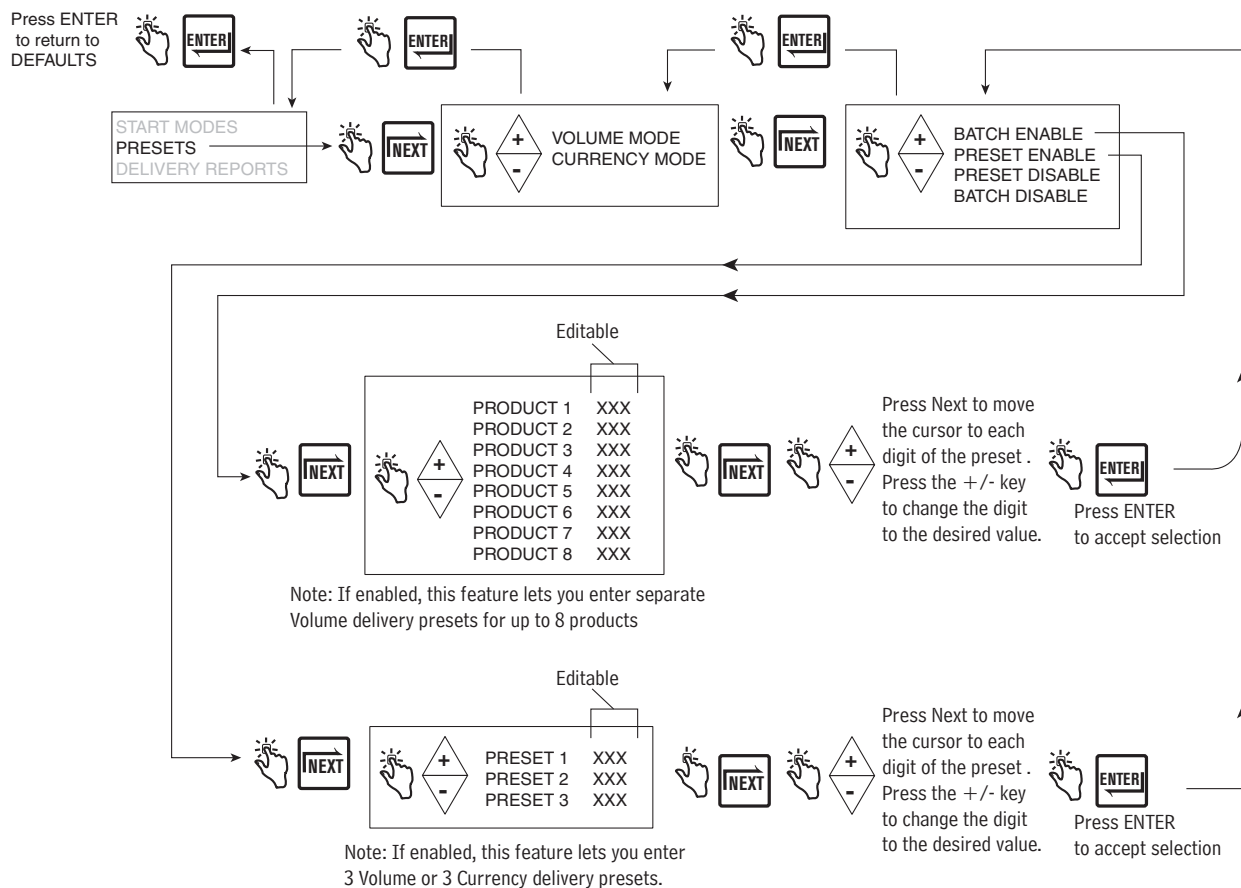 Press ENTER
to return to
DEFAULTS
ENTER
ENTER
ENTER
START MODES
PRESETS
DELIVERY REPORTS
NEXT
+
-
VOLUME MODE
CURRENCY MODE
NEXT
+
-
BATCH ENABLE
PRESET ENABLE
PRESET DISABLE
BATCH DISABLE
Editable
NEXT
+
-
PRODUCT 1 XXX
PRODUCT 2 XXX
PRODUCT 3 XXX
PRODUCT 4 XXX
PRODUCT 5 XXX
PRODUCT 6 XXX
PRODUCT 7 XXX
PRODUCT 8 XXX
NEXT
+
-
Press Next to move
the cursor to each
digit of the preset .
Press the +/- key
to change the digit
to the desired value.
ENTER
Press ENTER
to accept selection
Note: If enabled, this feature lets you enter separate
Volume delivery presets for up to 8 products
Editable
NEXT
+
-
PRESET 1 XXX
PRESET 2 XXX
PRESET 3 XXX
NEXT
+
-
Press Next to move
the cursor to each
digit of the preset .
Press the +/- key
to change the digit
to the desired value.
ENTER
Press ENTER
to accept selection
Note: If enabled, this feature lets you enter
3 Volume or 3 Currency delivery presets.